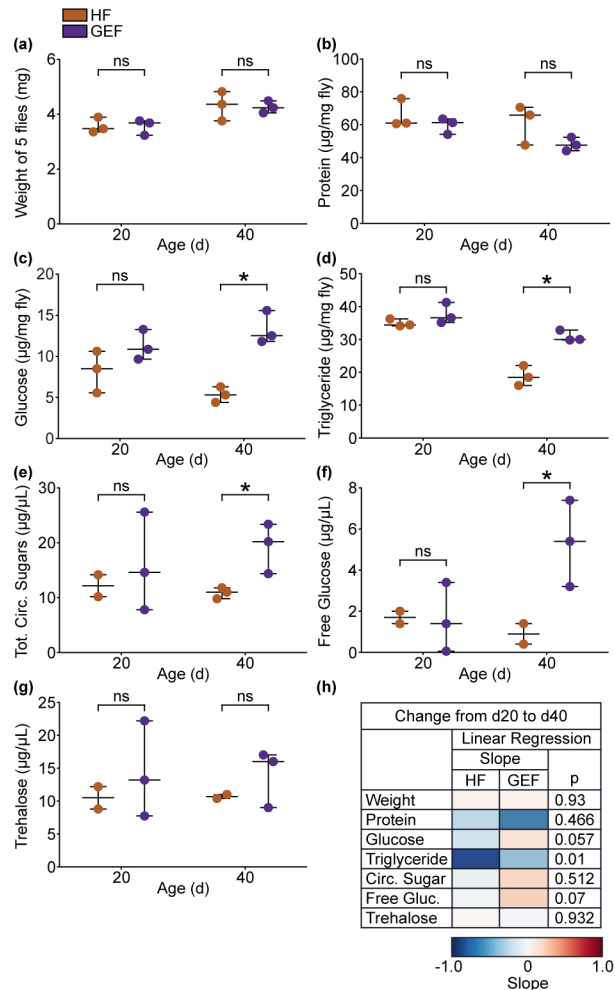 HF
GEF
(a)
ns
ns
Weight of 5 flies (mg)
6
4
2
0
20
40
Age (d)
(b)
ns
ns
Protein (µg/mg fly)
100
80
60
40
20
0
20
40
Age (d)
(c)
ns
*
Glucose (µg/mg fly)
20
15
10
5
0
20
40
Age (d)
(d)
ns
*
Triglyceride (µg/mg fly)
50
40
30
20
10
0
20
40
Age (d)
(e)
ns
*
Tot. Circ. Sugars (µg/µL)
30
20
10
0
20
40
Age (d)
(f)
ns
*
Free Glucose (µg/µL)
8
6
4
2
0
20
40
Age (d)
(g)
ns
ns
Trehalose (µg/µL)
25
20
15
10
5
0
20
40
Age (d)
(h)
Change from d20 to d40
Linear Regression
Slope
HF GEF p
Weight 0.93
Protein 0.466
Glucose 0.057
Triglyceride 0.01
Circ. Sugar 0.512
Free Gluc. 0.07
Trehalose 0.932
-1.0 0 1.0
Slope